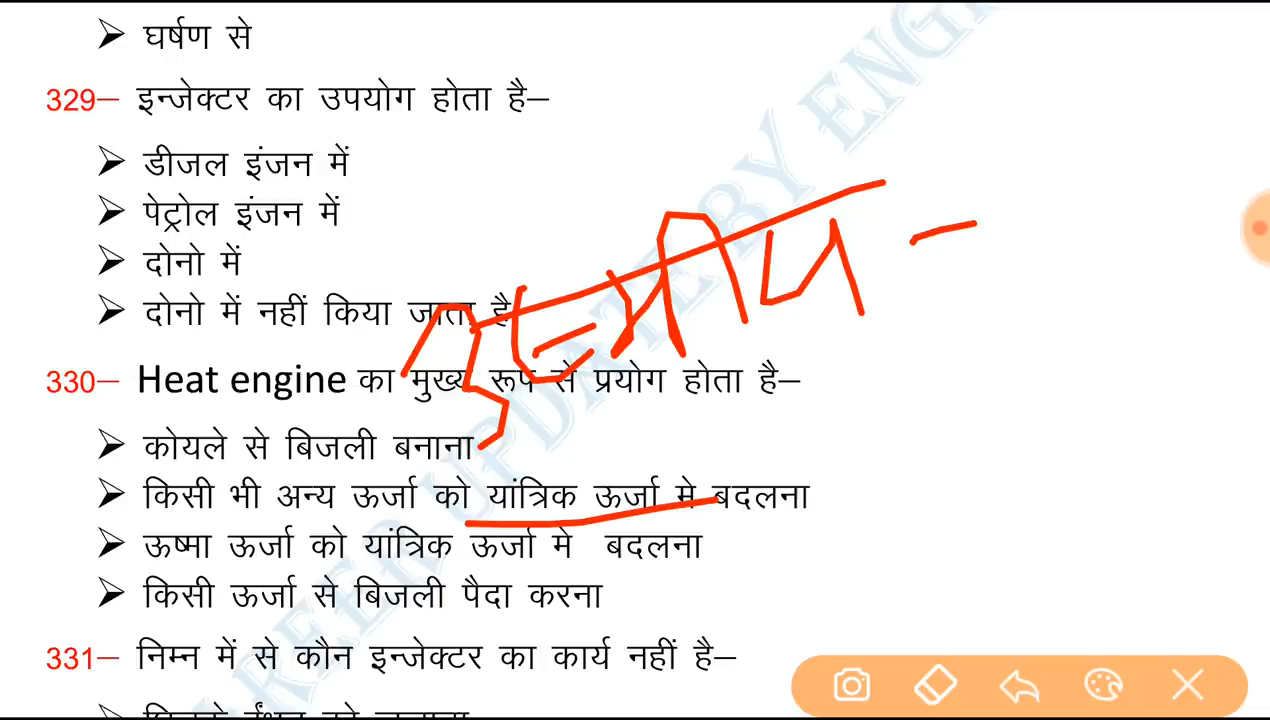 घर्षण से
329– इन्जेक्टर का उपयोग होता है–
डीजल इंजन में
पेट्रोल इंजन में
दोनो में
दोनो में नहीं किया जाता है
330– Heat engine का मुख्य रूप से प्रयोग होता है–
कोयले से बिजली बनाना
किसी भी अन्य ऊर्जा को यांत्रिक ऊर्जा मे बदलना
ऊष्मा ऊर्जा को यांत्रिक ऊर्जा मे बदलना
किसी ऊर्जा से बिजली पैदा करना
331– निम्न में से कौन इन्जेक्टर का कार्य नहीं है–